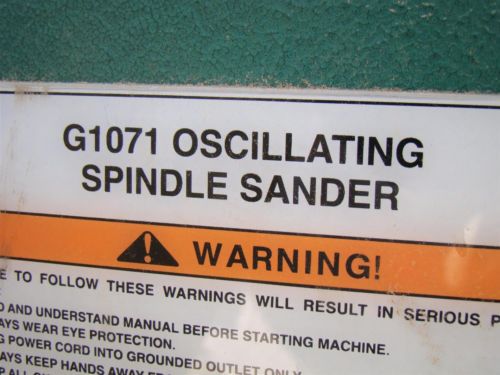 G1071 OSCILLATING
SPINDLE SANDER
WARNING!
TO FOLLOW THESE WARNINGS WILL RESULT IN SERIOUS
AND UNDERSTAND MANUAL BEFORE STARTING MACHINE.
WEAR EYE PROTECTION.
POWER CORD INTO GROUNDED OUTLET ONLY.
KEEP HANDS AWAY